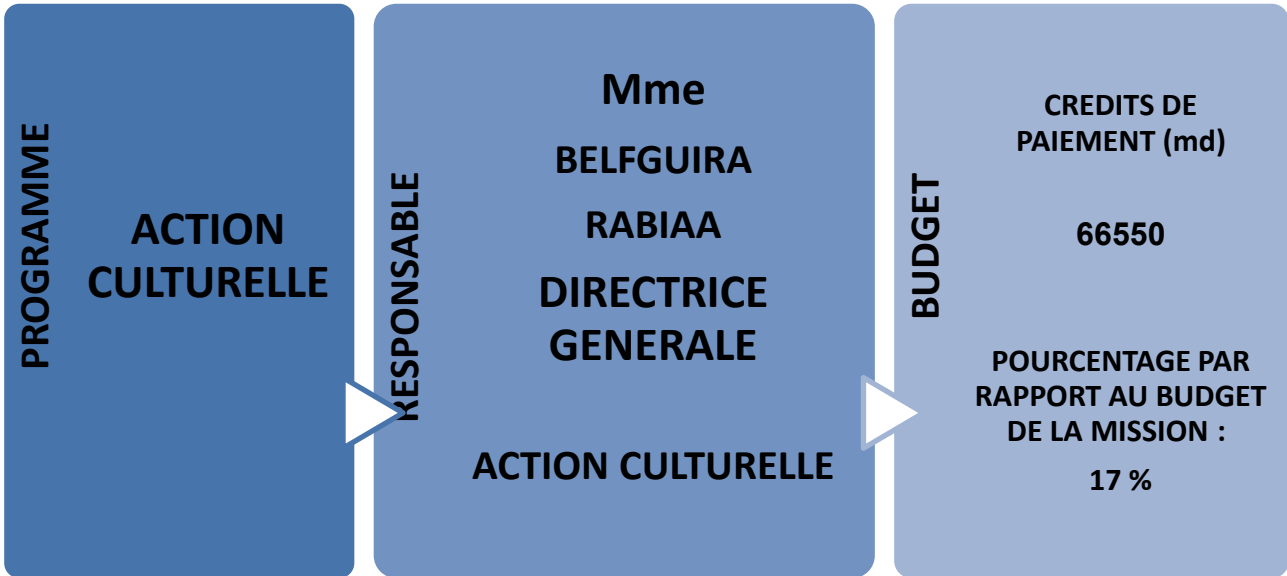 PROGRAMME
ACTION
CULTURELLE
RESPONSABLE
Mme
BELFGUIRA
RABIAA
DIRECTRICE
GENERALE
ACTION CULTURELLE
BUDGET
CREDITS DE
PAIEMENT (md)
66550
POURCENTAGE PAR
RAPPORT AU BUDGET
DE LA MISSION :
17 %